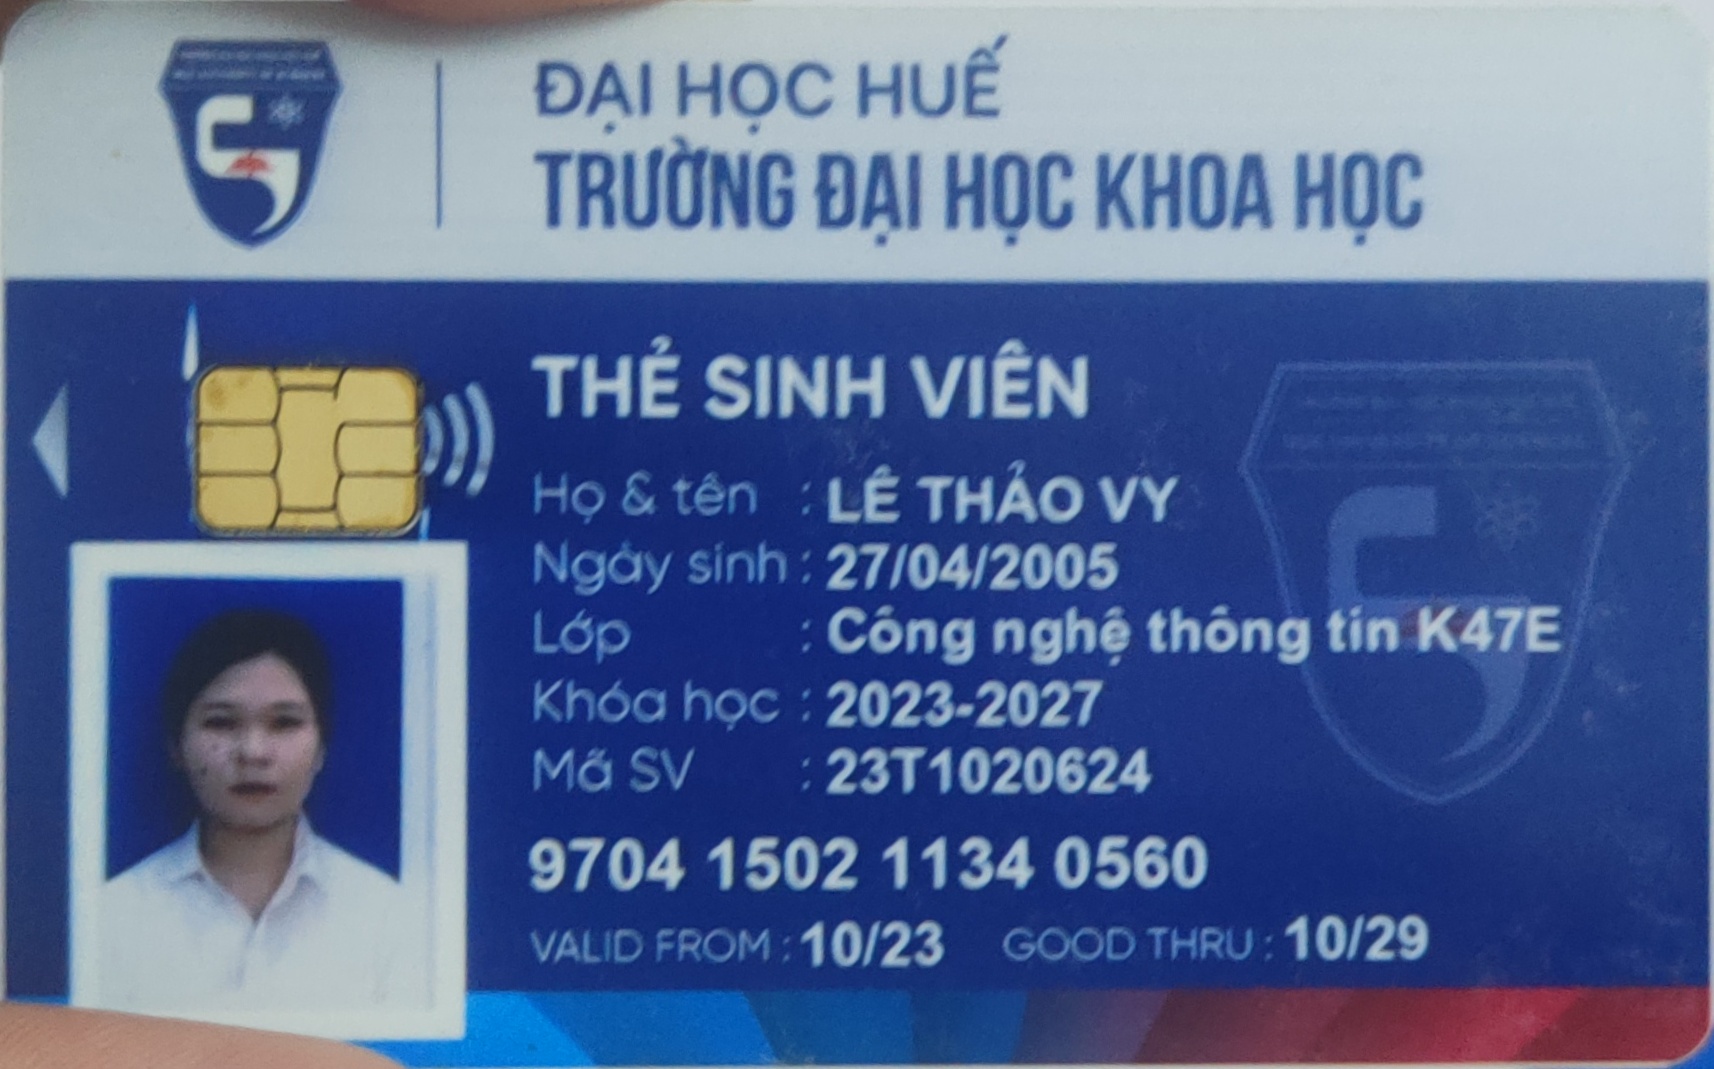 ĐẠI HỌC HUẾ
TRƯỜNG ĐẠI HỌC KHOA HỌC
THẺ SINH VIÊN
Họ & tên : LÊ THẢO VY
Ngày sinh : 27/04/2005
Lớp : Công nghệ thông tin K47E
Khóa học : 2023-2027
Mã SV : 23T1020624
9704 1502 1134 0560
VALID FROM : 10/23 GOOD THRU : 10/29